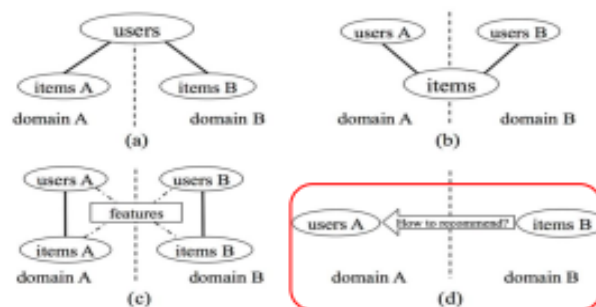 users
items A
items B
domain A
domain B
(a)
users A
users B
items
domain A
domain B
(b)
users A
users B
features
items A
items B
domain A
domain B
(c)
users A
How to recommend?
items B
domain A
domain B
(d)